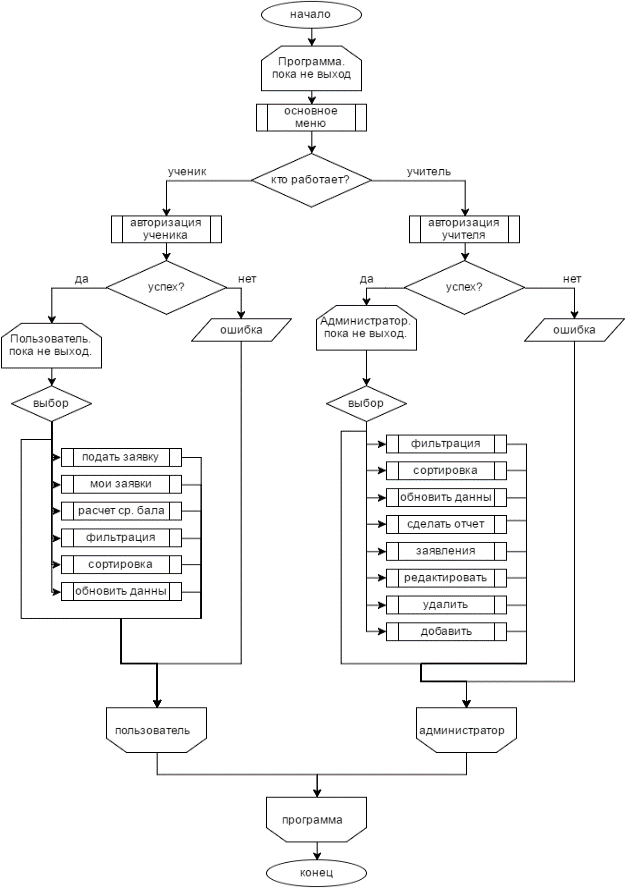 начало
Программа.
пока не выход
основное
меню
ученик
кто работает?
учитель
авторизация
ученика
авторизация
учителя
да
успех?
нет
да
успех?
нет
Пользователь.
пока не выход.
ошибка
Администратор.
пока не выход.
ошибка
выбор
выбор
подать заявку
мои заявки
расчет ср. бала
фильтрация
сортировка
обновить данны
фильтрация
сортировка
обновить данны
сделать отчет
заявления
редактировать
удалить
добавить
пользователь
администратор
программа
конец